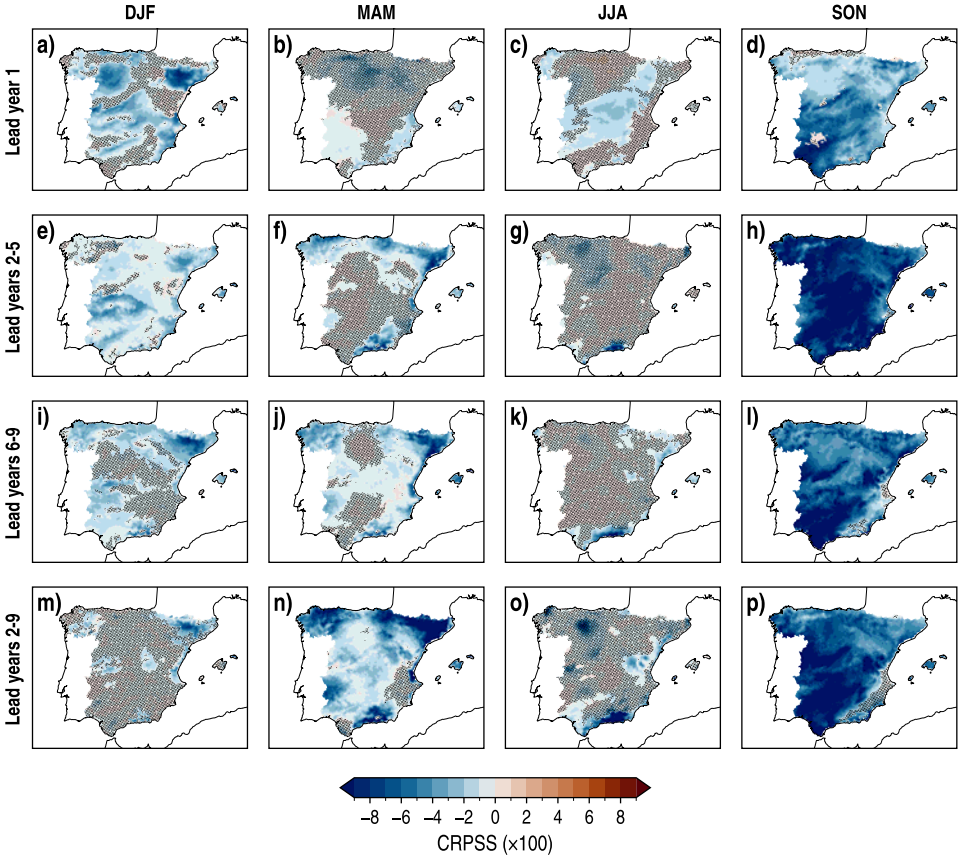 DJF MAM JJA SON
Lead year 1
a) b) c) d)
Lead years 2-5
e) f) g) h)
Lead years 6-9
i) j) k) l)
Lead years 2-9
m) n) o) p)
−8 −6 −4 −2 0 2 4 6 8
CRPSS (×100)